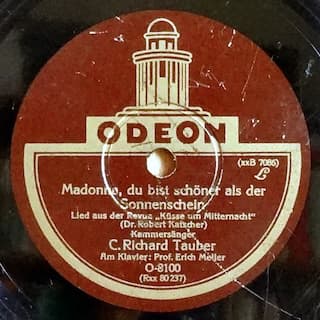 ODEON
(xxB 7086)
Madonna, du bist schöner als der
Sonnenschein
Lied aus der Revue „Küsse um Mitternacht"
(Dr. Robert Katscher)
Kammersänger
C. Richard Tauber
Am Klavier: Prof. Erich Meller
O-8100
(Rxx 80 237)